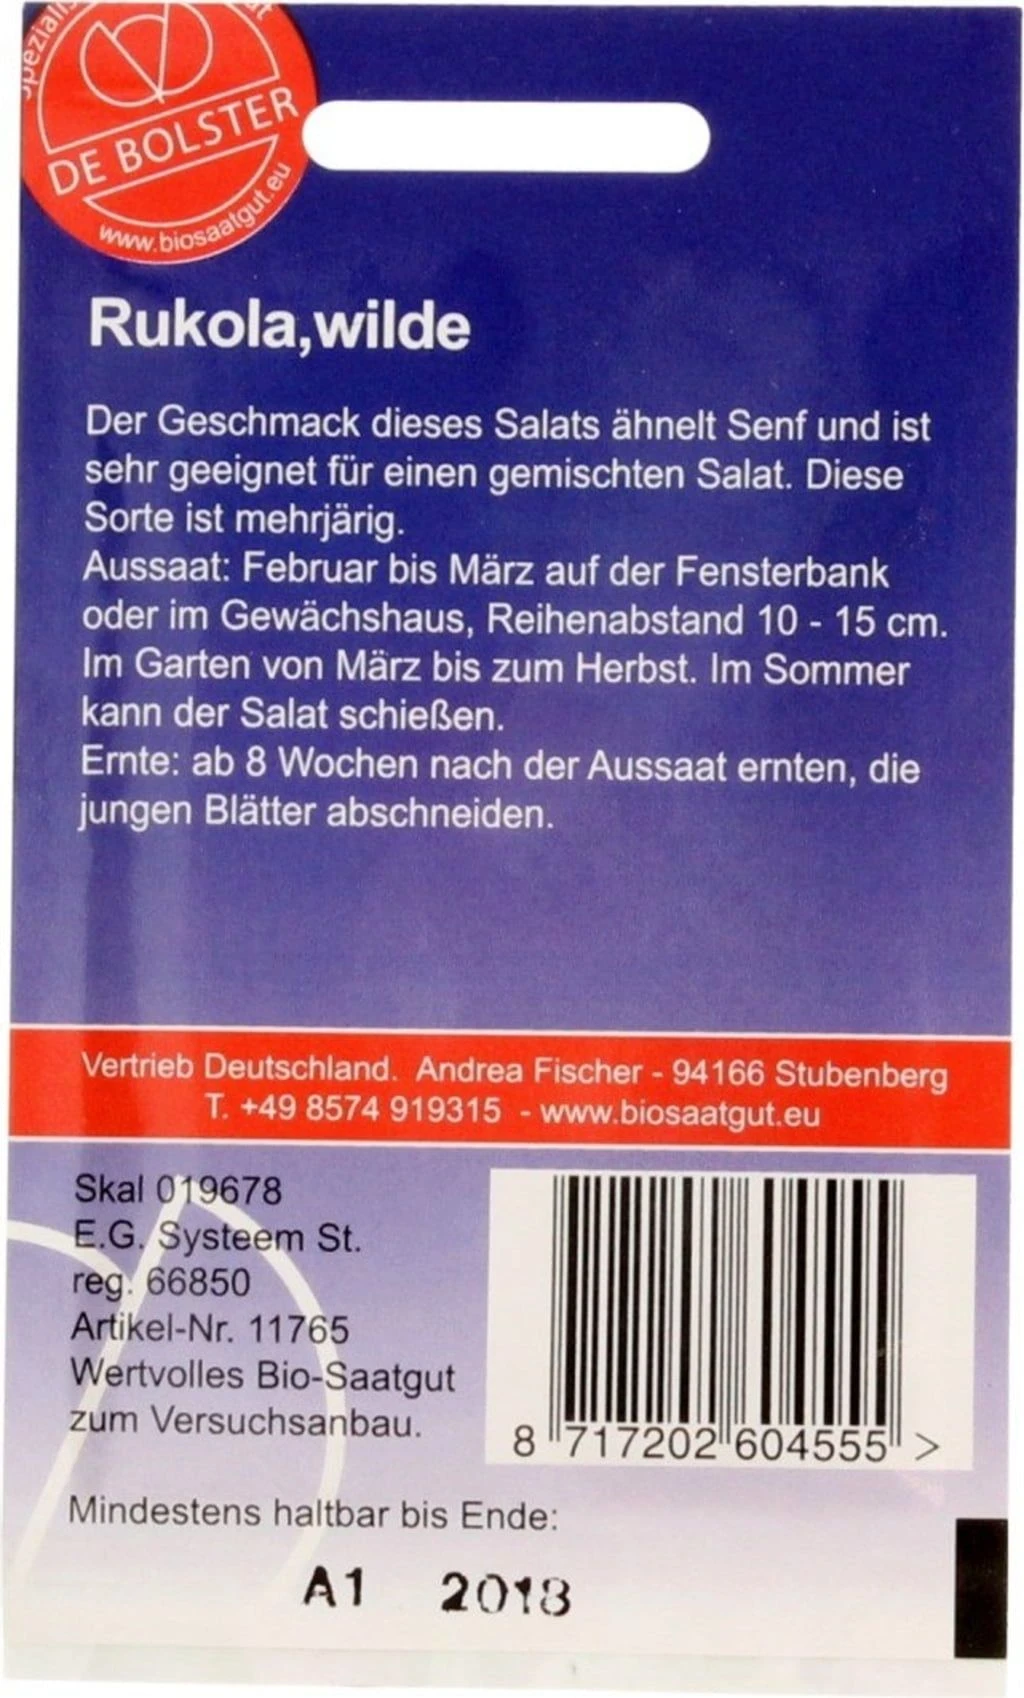 DE BOLSTER
www.biosaatgut.eu
Rukola,wilde
Der Geschmack dieses Salats ähnelt Senf und ist
sehr geeignet für einen gemischten Salat. Diese
Sorte ist mehrjärig.
Aussaat: Februar bis März auf der Fensterbank
oder im Gewächshaus, Reihenabstand 10 - 15 cm.
Im Garten von März bis zum Herbst. Im Sommer
kann der Salat schießen.
Ernte: ab 8 Wochen nach der Aussaat ernten, die
jungen Blätter abschneiden.
Vertrieb Deutschland. Andrea Fischer - 94166 Stubenberg
T. +49 8574 919315 - www.biosaatgut.eu
Skal 019678
E.G. Systeem St.
reg. 66850
Artikel-Nr. 11765
Wertvolles Bio-Saatgut
zum Versuchsanbau.
8 717202 604555 >
Mindestens haltbar bis Ende:
A1 2018